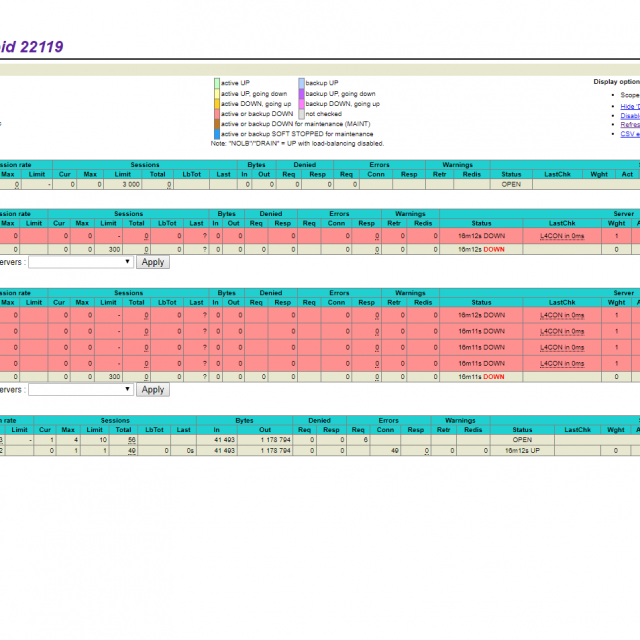 id 22119
active UP
backup UP
active UP, going down
backup UP, going down
active DOWN, going up
backup DOWN, going up
active or backup DOWN
not checked
active or backup DOWN for maintenance (MAINT)
active or backup SOFT STOPPED for maintenance
Note: "NOLB"/"DRAIN" = UP with load-balancing disabled.
Display option
Scope
Hide 'D
Disable
Refres
CSV e
ssion rate Sessions Bytes Denied Errors Warnings S
Max Limit Cur Max Limit Total LbTot Last In Out Req Resp Req Conn Resp Retr Redis Status LastChk Wght Act
0 - 0 0 3 000 0 0 0 0 0 0 OPEN
ssion rate Sessions Bytes Denied Errors Warnings Server
Max Limit Cur Max Limit Total LbTot Last In Out Req Resp Req Conn Resp Retr Redis Status LastChk Wght A
0 0 0 - 0 0 ? 0 0 0 0 0 0 0 16m12s DOWN L4CON in 0ms 1
0 0 0 300 0 0 ? 0 0 0 0 0 0 0 0 16m12s DOWN 0
ervers : Apply
ssion rate Sessions Bytes Denied Errors Warnings Server
Max Limit Cur Max Limit Total LbTot Last In Out Req Resp Req Conn Resp Retr Redis Status LastChk Wght A
0 0 0 - 0 0 ? 0 0 0 0 0 0 0 16m12s DOWN L4CON in 0ms 1
0 0 0 - 0 0 ? 0 0 0 0 0 0 0 16m11s DOWN L4CON in 0ms 1
0 0 0 - 0 0 ? 0 0 0 0 0 0 0 16m11s DOWN L4CON in 0ms 1
0 0 0 - 0 0 ? 0 0 0 0 0 0 0 16m11s DOWN L4CON in 0ms 1
0 0 0 300 0 0 ? 0 0 0 0 0 0 0 0 16m11s DOWN 0
ervers : Apply
n rate Sessions Bytes Denied Errors Warnings S
Limit Cur Max Limit Total LbTot Last In Out Req Resp Req Conn Resp Retr Redis Status LastChk Wght A
3 - 1 4 10 56 41 493 1 178 794 0 0 6 OPEN
2 0 1 1 49 0 0s 41 493 1 178 794 0 0 49 0 0 0 16m12s UP 0